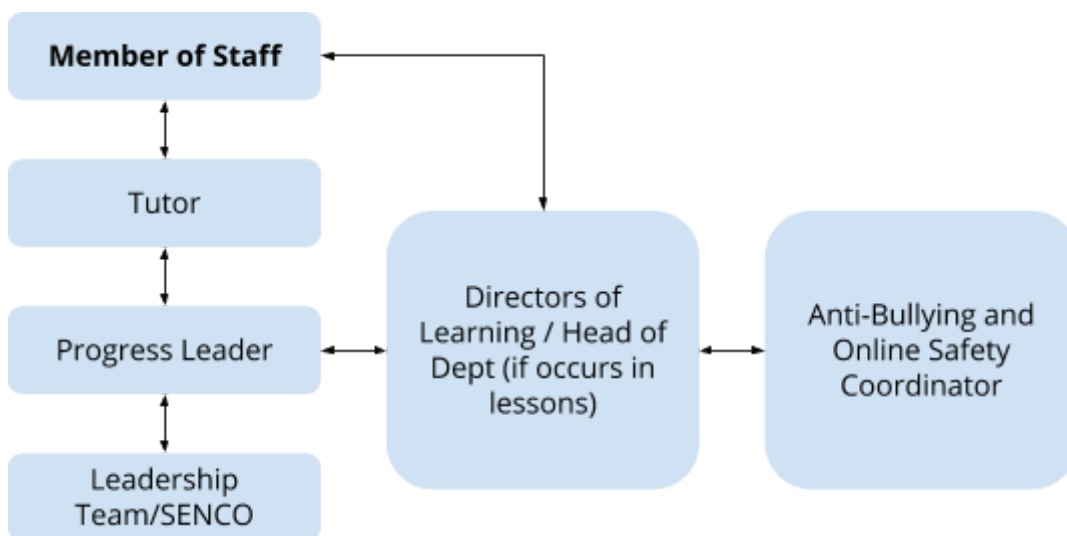 Member of Staff
Tutor
Progress Leader
Leadership
Team/SENCO
Directors of
Learning / Head of
Dept (if occurs in
lessons)
Anti-Bullying and
Online Safety
Coordinator